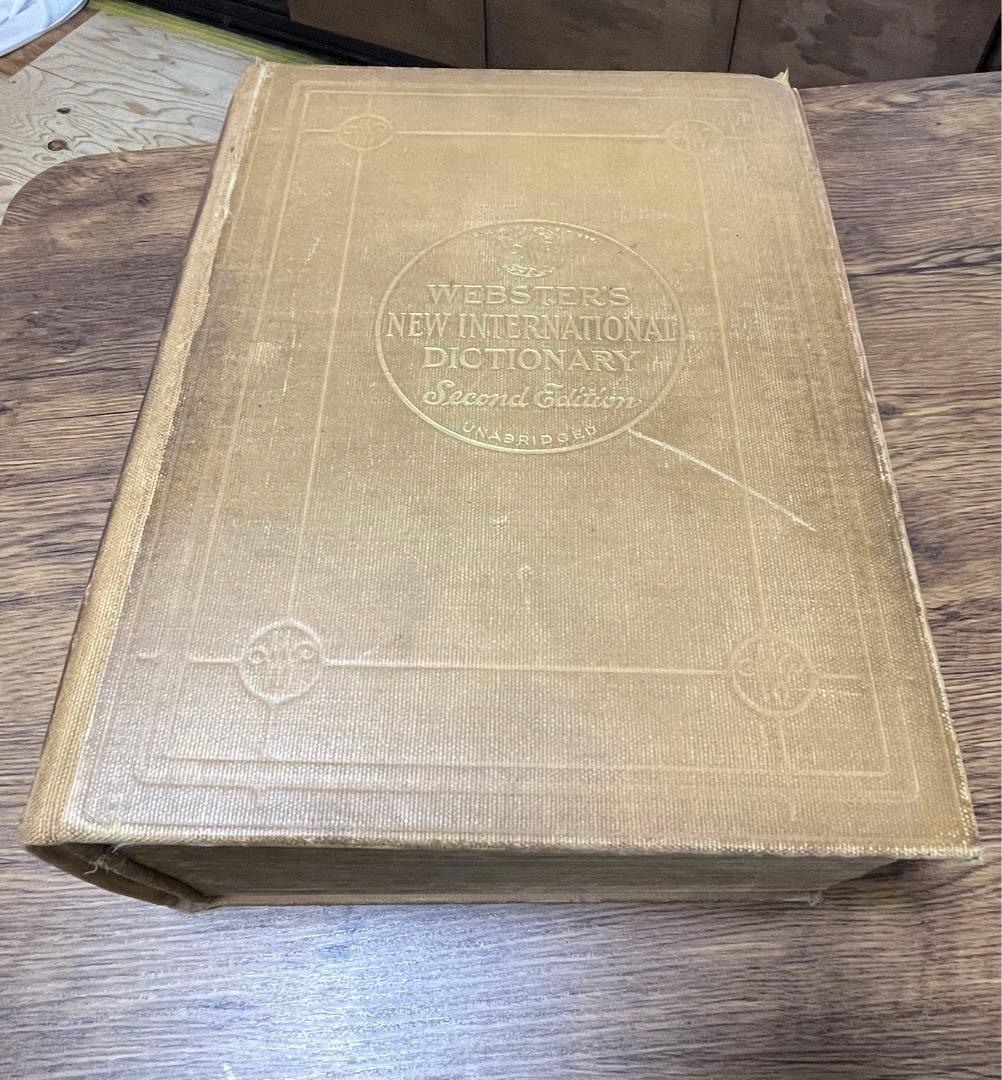 WEBSTER'S
NEW INTERNATIONAL
DICTIONARY
Second Edition
UNABRIDGED